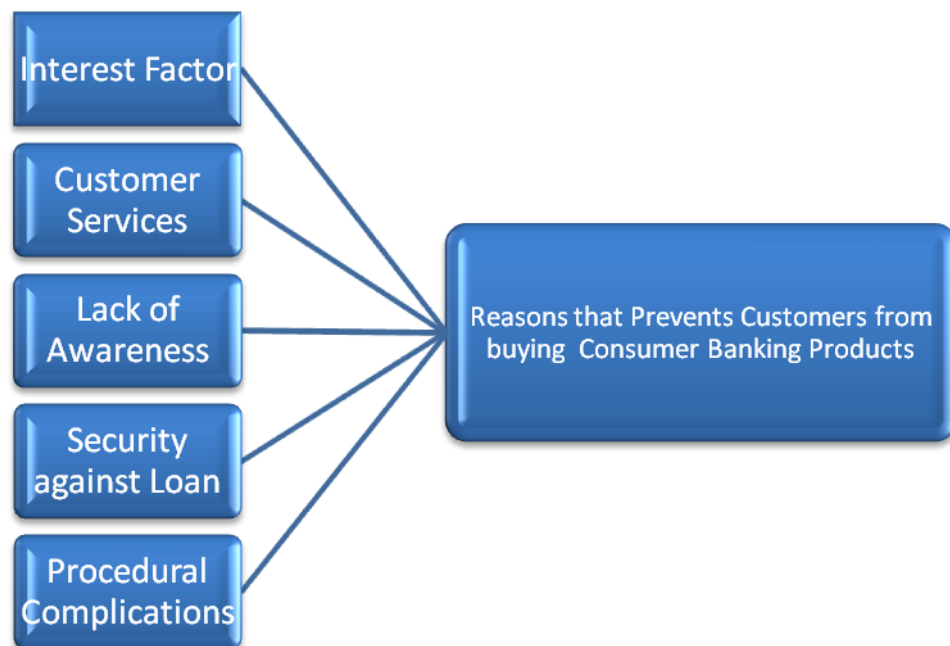 Interest Factor
Customer
Services
Lack of
Awareness
Security
against Loan
Procedural
Complications
Reasons that Prevents Customers from
buying Consumer Banking Products